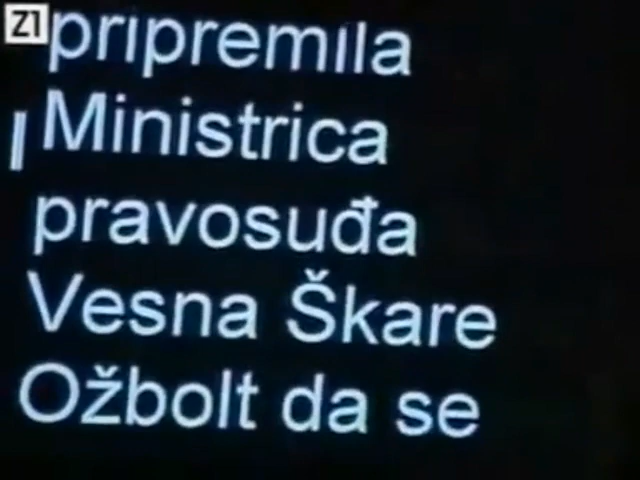 Z1
pripremila
Ministrica
pravosuđa
Vesna Škare
Ožbolt da se